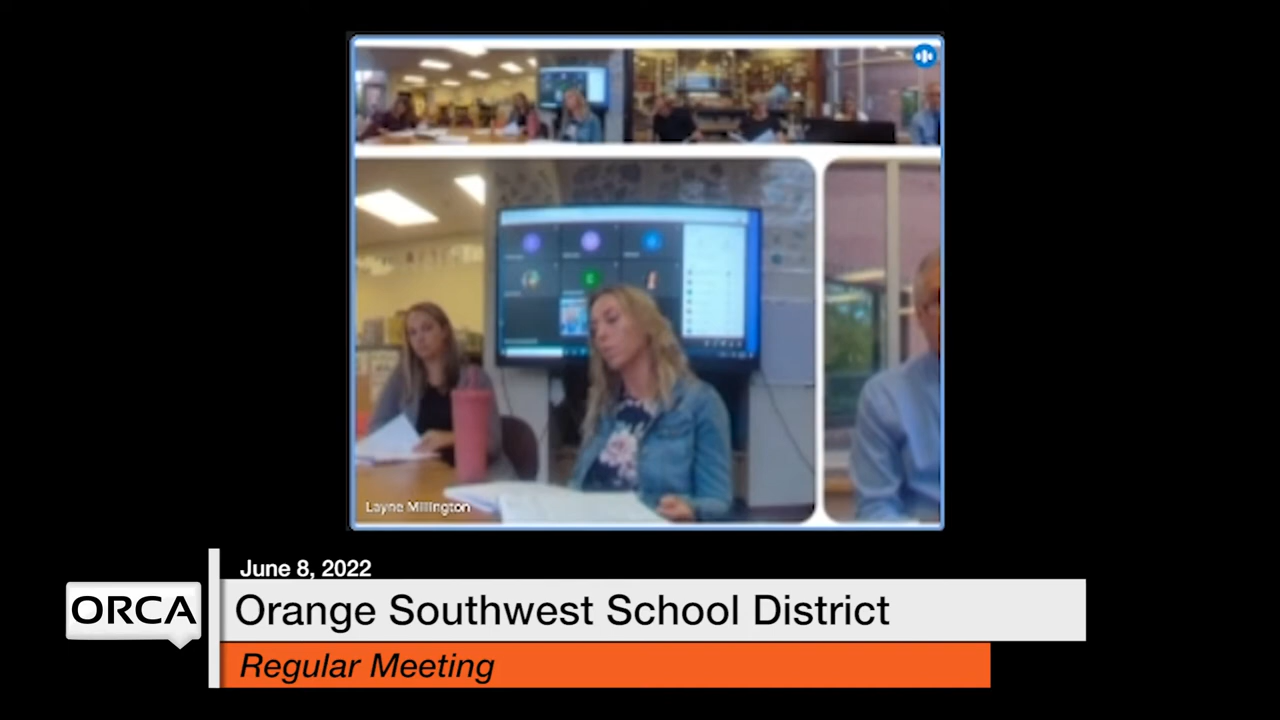 Layne Millington
June 8, 2022
ORCA
Orange Southwest School District
Regular Meeting